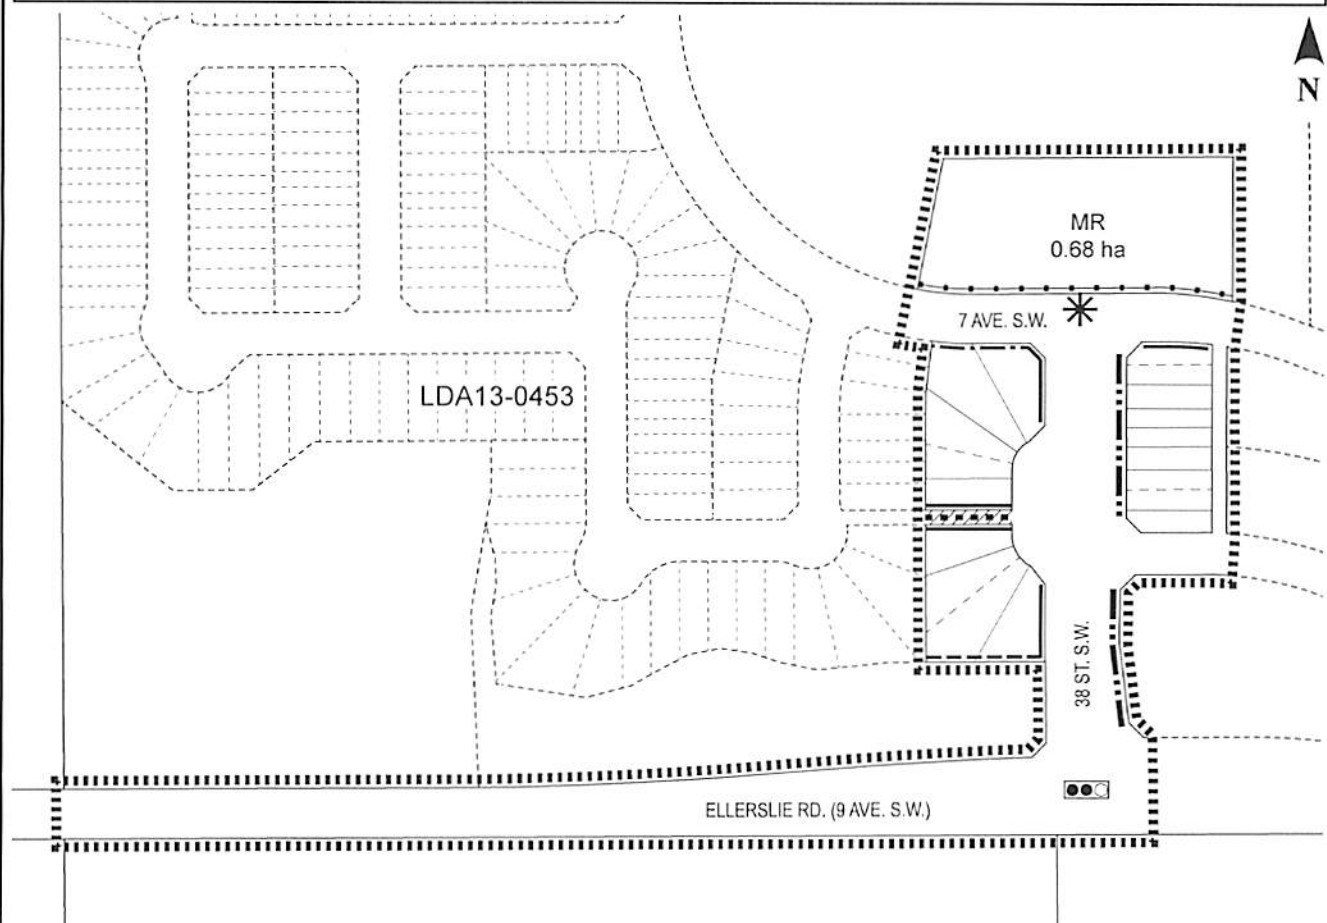 N
MR
0.68 ha
7 AVE. S.W.
LDA13-0453
38 ST. S.W.
ELLERSLIE RD. (9 AVE. S.W.)